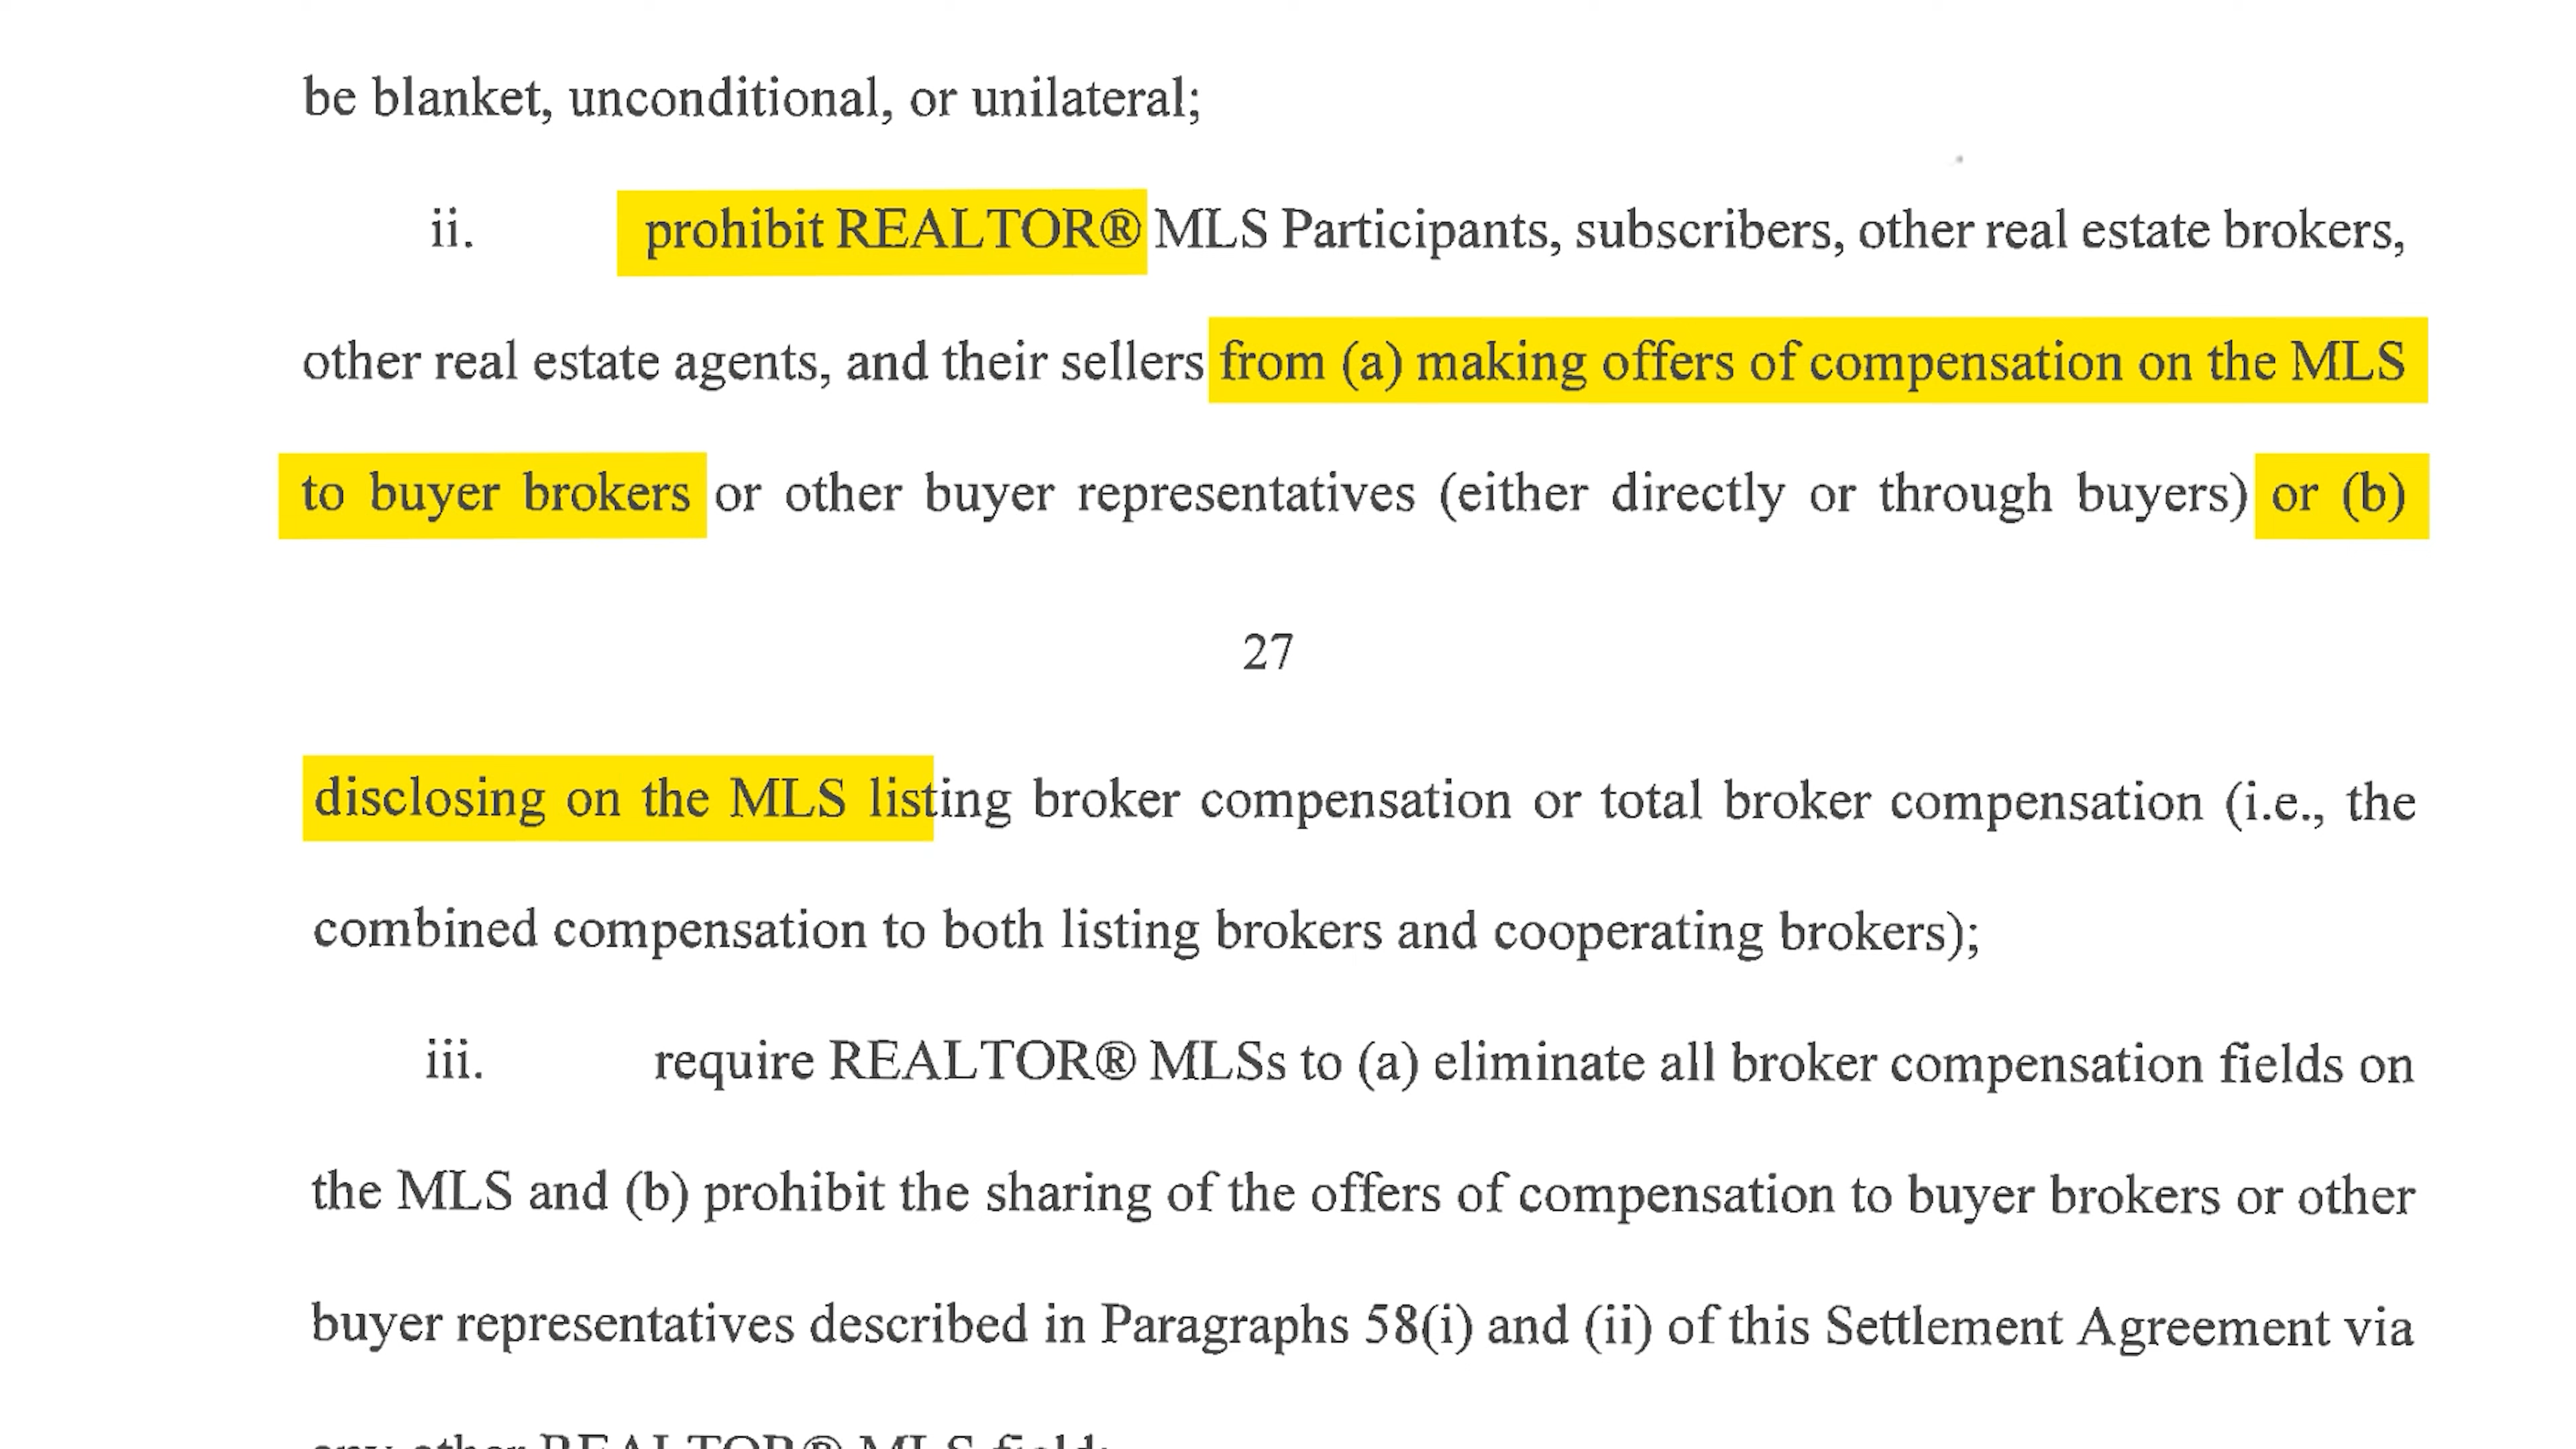 be blanket, unconditional, or unilateral;
ii. prohibit REALTOR® MLS Participants, subscribers, other real estate brokers,
other real estate agents, and their sellers from (a) making offers of compensation on the MLS
to buyer brokers or other buyer representatives (either directly or through buyers) or (b)
27
disclosing on the MLS listing broker compensation or total broker compensation (i.e., the
combined compensation to both listing brokers and cooperating brokers);
iii. require REALTOR® MLSs to (a) eliminate all broker compensation fields on
the MLS and (b) prohibit the sharing of the offers of compensation to buyer brokers or other
buyer representatives described in Paragraphs 58(i) and (ii) of this Settlement Agreement via
any other REALTOR® MLS field;